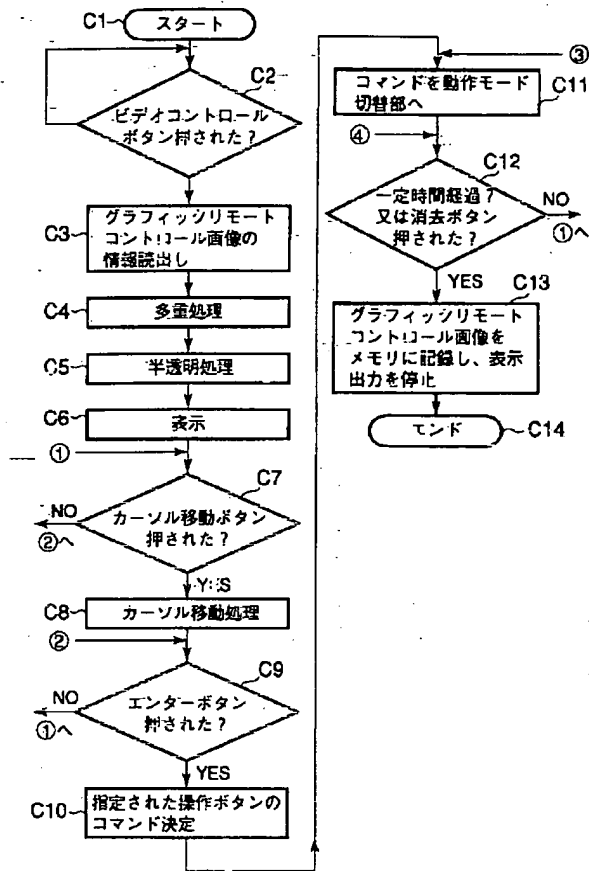 C1
スタート
C2
ビデオコントロール
ボタン押された？
C3
グラフィッシリモート
コントロール画像の
情報読出し
C4
多重処理
C5
半透明処理
C6
表示
①
C7
カーソル移動ボタン
押された？
NO
②へ
YES
C8
カーソル移動処理
②
C9
エンターボタン
押された？
NO
①へ
YES
C10
指定された操作ボタンの
コマンド決定
③
コマンドを動作モード
切替部へ
C11
④
C12
一定時間経過？
又は消去ボタン
押された？
NO
①へ
YES
C13
グラフィッシリモート
コントロール画像を
メモリに記録し、表示
出力を停止
エンド
C14